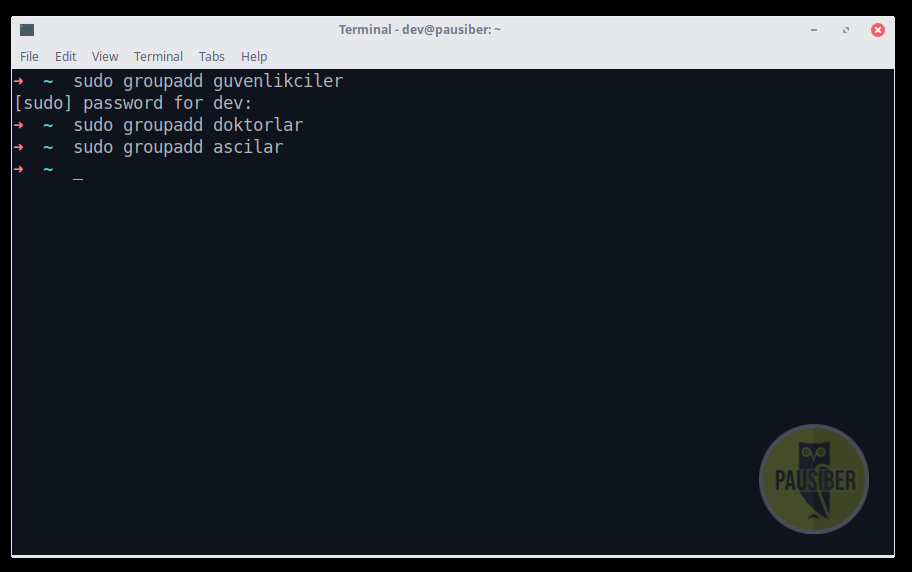 Terminal - dev@pausiber: ~
File Edit View Terminal Tabs Help
➜ ~ sudo groupadd guvenlikciler
[sudo] password for dev:
➜ ~ sudo groupadd doktorlar
➜ ~ sudo groupadd ascilar
➜ ~ _
PAUSIBER